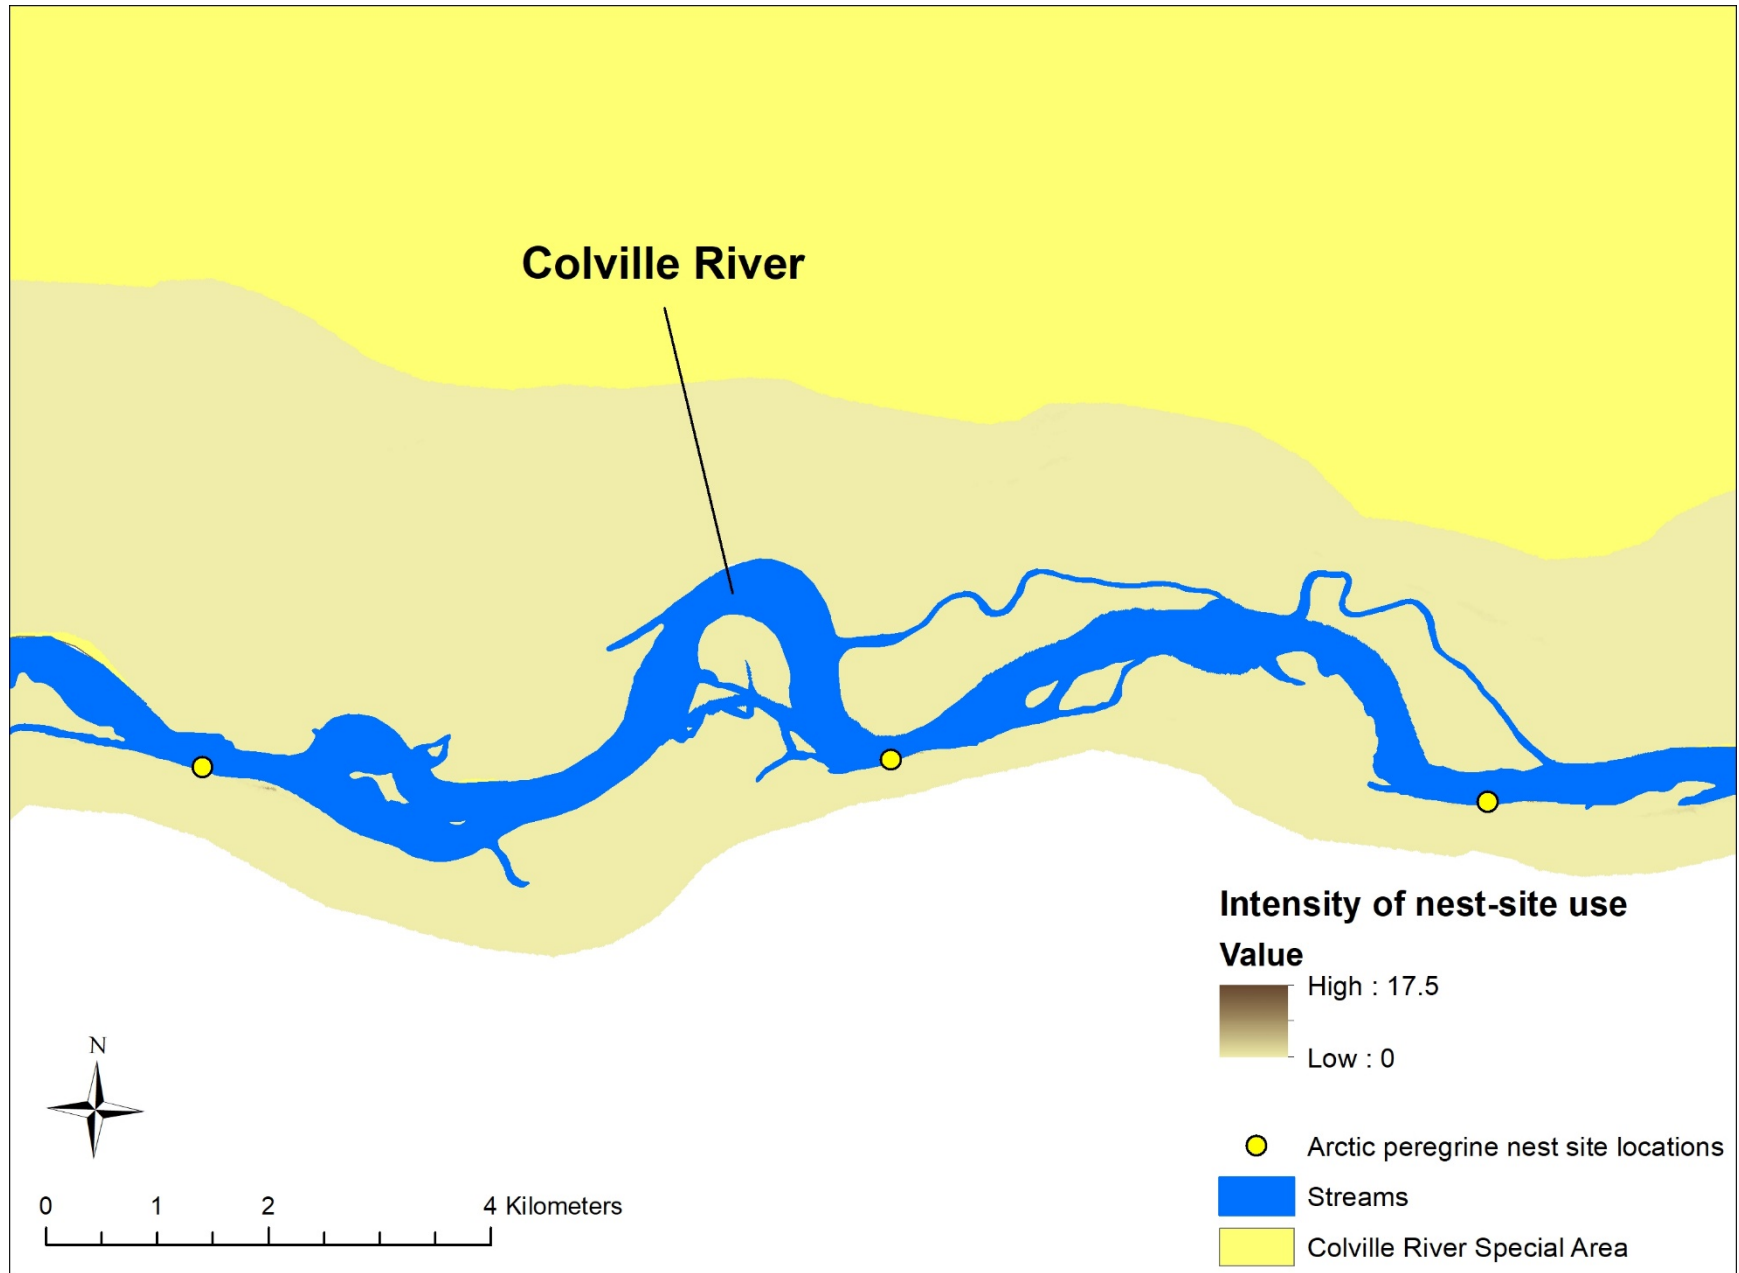 Colville River
Intensity of nest-site use
Value
High : 17.5
Low : 0
N
Arctic peregrine nest site locations
0 1 2 4 Kilometers
Streams
Colville River Special Area